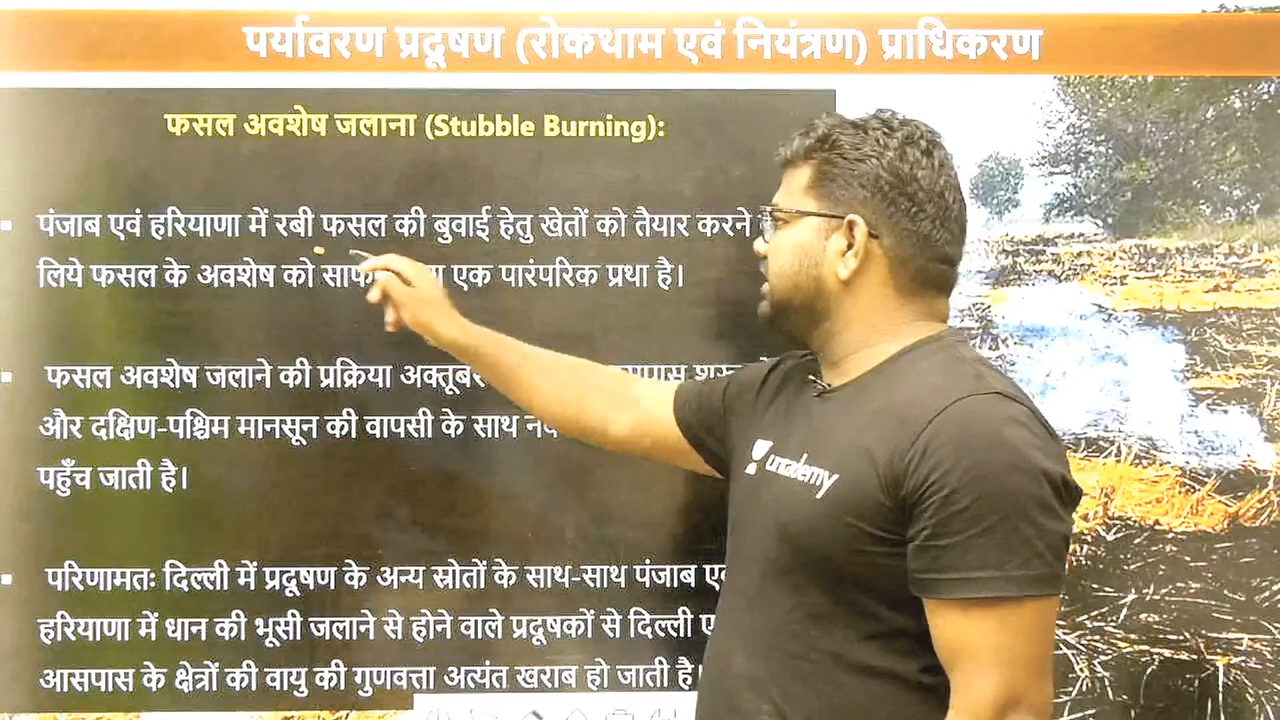 पर्यावरण प्रदूषण (रोकथाम एवं नियंत्रण) प्राधिकरण
फसल अवशेष जलाना (Stubble Burning):
पंजाब एवं हरियाणा में रबी फसल की बुवाई हेतु खेतों को तैयार करने
लिये फसल के अवशेष को एक पारंपरिक प्रथा है।
फसल अवशेष जलाने की प्रक्रिया अक्तूबर
और दक्षिण-पश्चिम मानसून की वापसी के साथ
पहुँच जाती है।
परिणामतः दिल्ली में प्रदूषण के अन्य स्रोतों के साथ-साथ पंजाब
हरियाणा में धान की भूसी जलाने से होने वाले प्रदूषकों से दिल्ली
आसपास के क्षेत्रों की वायु की गुणवत्ता अत्यंत खराब हो जाती है।
unacademy